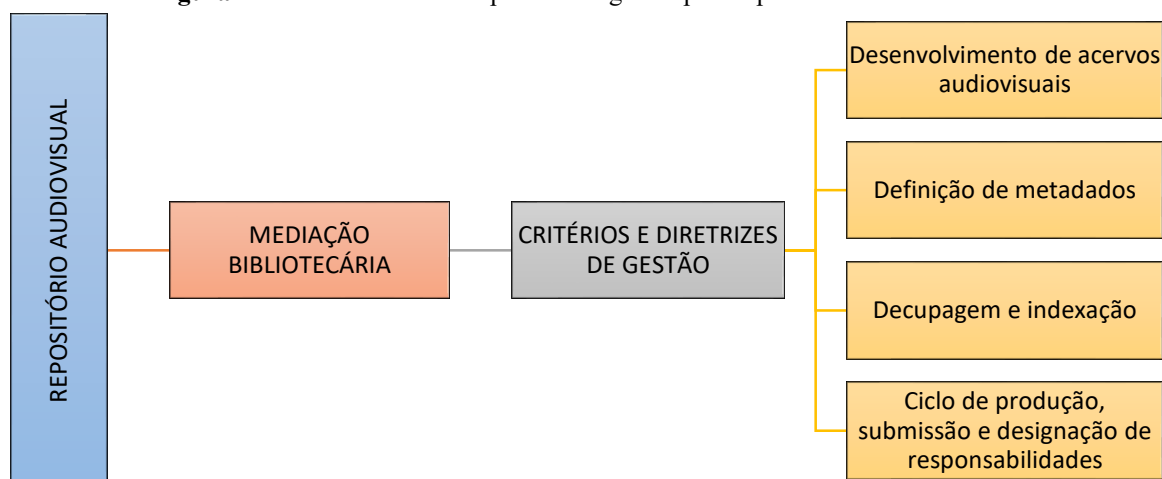 REPOSITÓRIO AUDIOVISUAL
MEDIAÇÃO
BIBLIOTECÁRIA
CRITÉRIOS E DIRETRIZES
DE GESTÃO
Desenvolvimento de acervos
audiovisuais
Definição de metadados
Decupagem e indexação
Ciclo de produção,
submissão e designação de
responsabilidades